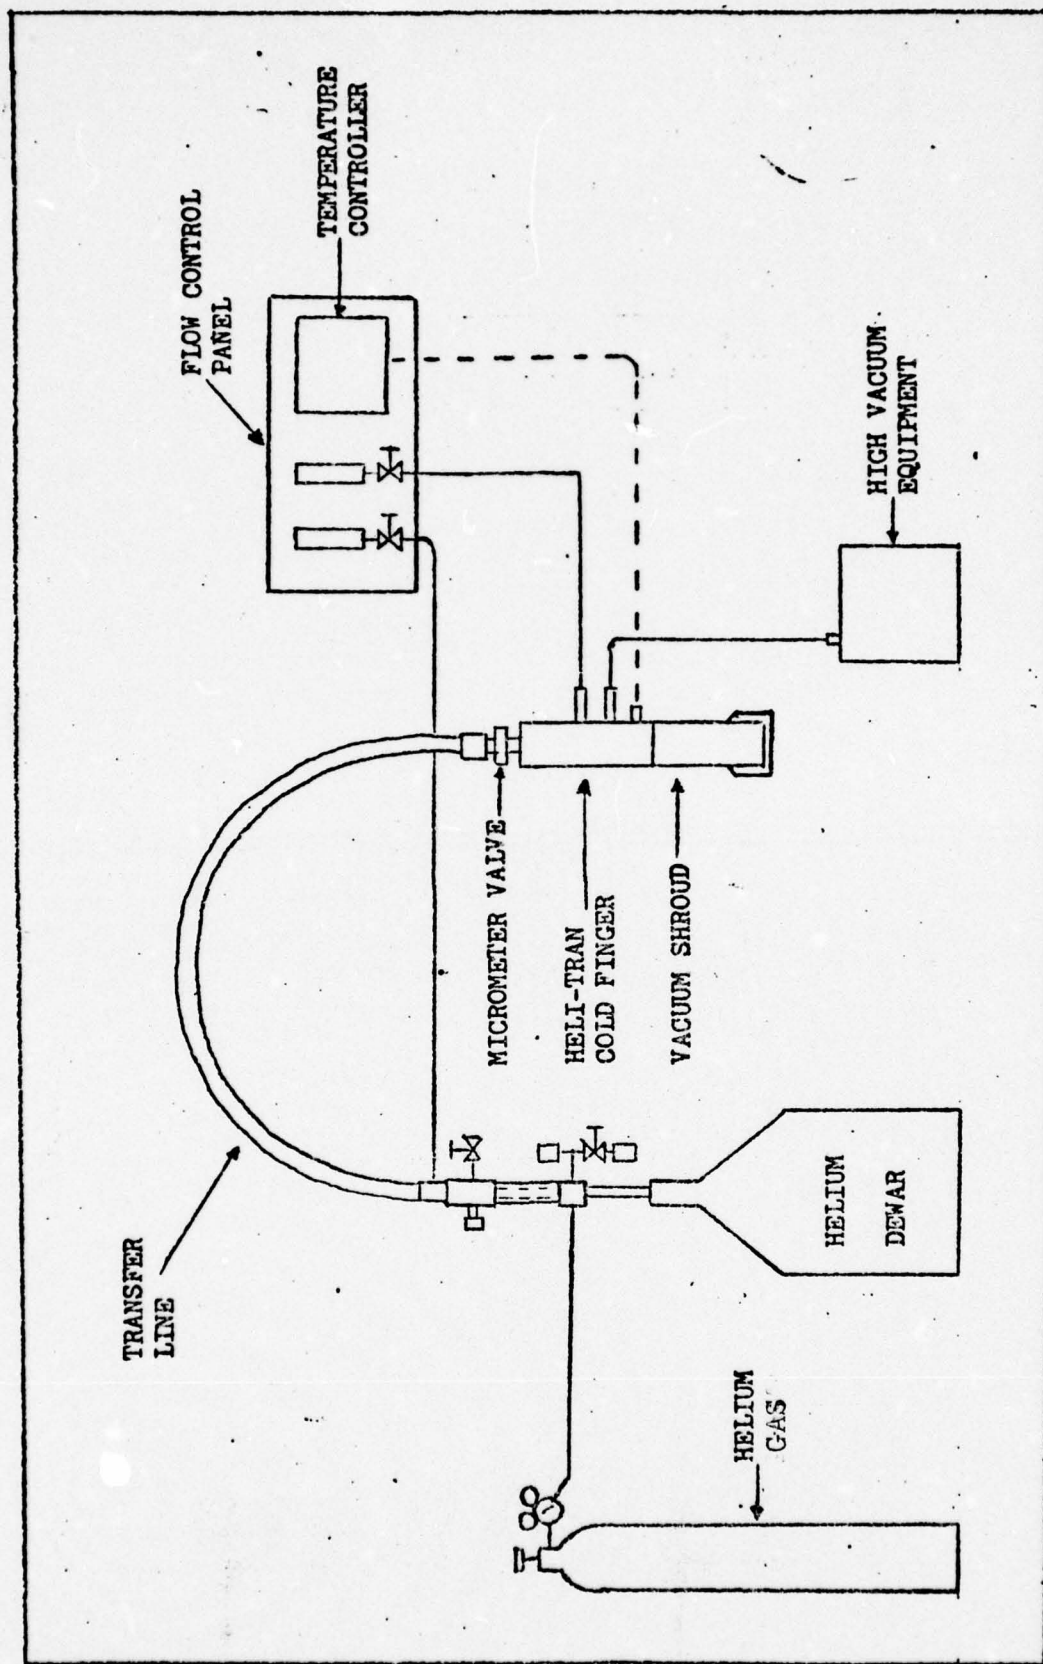 TRANSFER
LINE
FLOW CONTROL
PANEL
TEMPERATURE
CONTROLLER
MICROMETER VALVE
HELI-TRAN
COLD FINGER
VACUUM SHROUD
HELIUM
GAS
HELIUM
DEWAR
HIGH VACUUM
EQUIPMENT